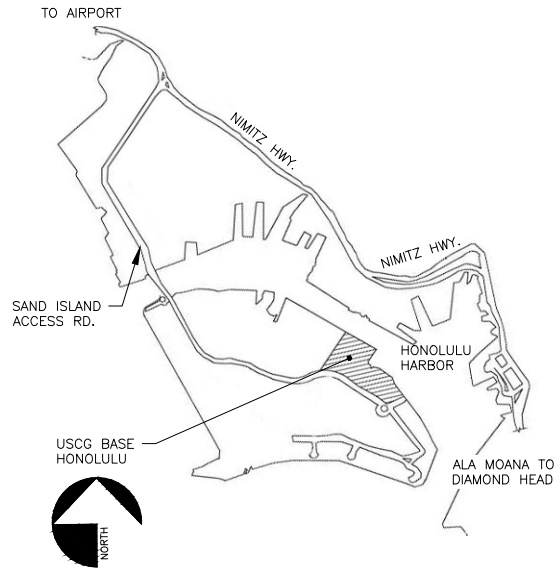 TO AIRPORT
NIMITZ HWY.
NIMITZ HWY.
SAND ISLAND
ACCESS RD.
HONOLULU
HARBOR
USCG BASE
HONOLULU
ALA MOANA TO
DIAMOND HEAD
NORTH